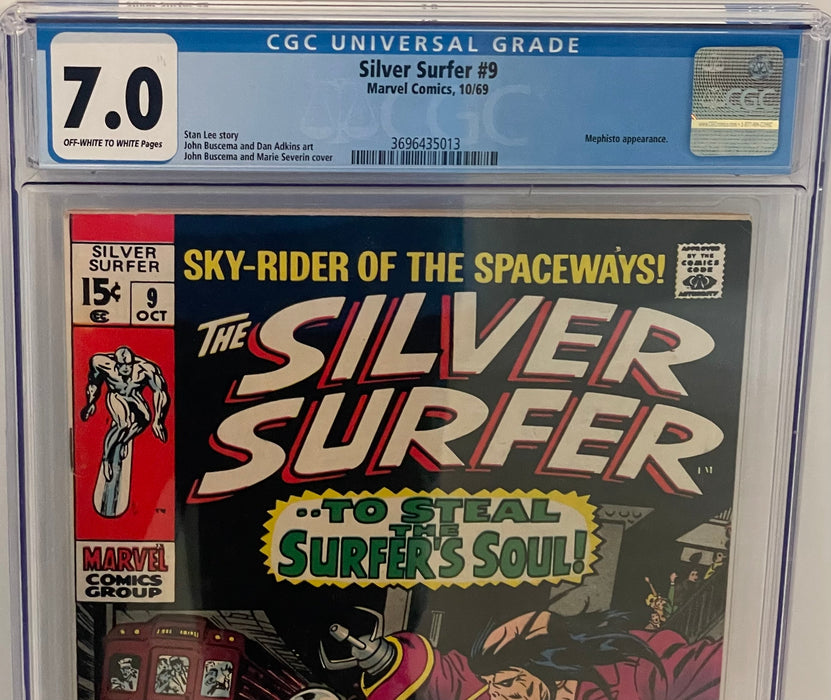 CGC UNIVERSAL GRADE
7.0
OFF-WHITE TO WHITE Pages
Silver Surfer #9
Marvel Comics, 10/69
Stan Lee story
John Buscema and Dan Adkins art
John Buscema and Marie Severin cover
3696435013
Mephisto appearance.
CGC
SILVER
SURFER
15¢
9
OCT
SKY-RIDER OF THE SPACEWAYS!
APPROVED
BY THE
COMICS
CODE
AUTHORITY
THE
SILVER
SURFER
TM
..TO STEAL
THE
SURFER'S SOUL!
MARVEL
COMICS
GROUP